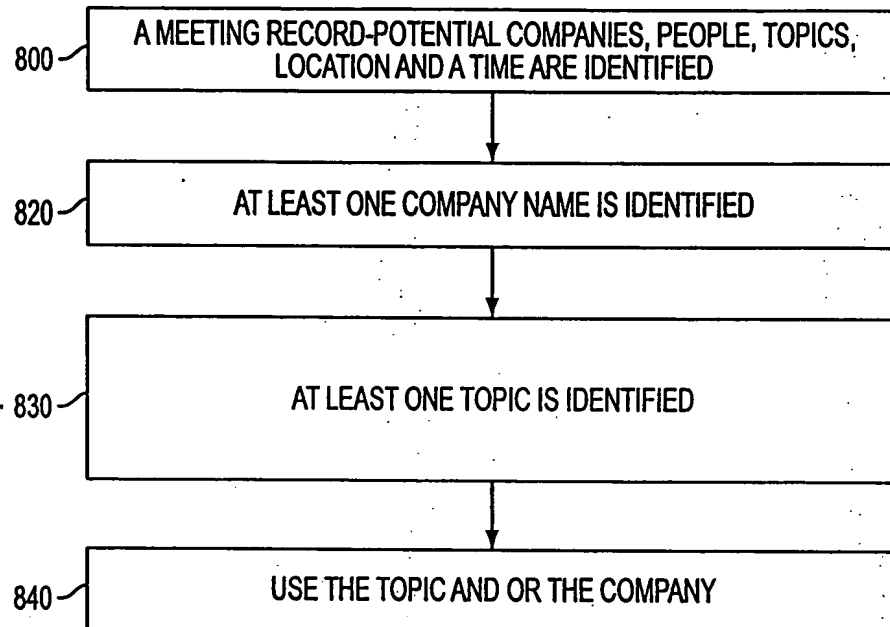 800
A MEETING RECORD-POTENTIAL COMPANIES, PEOPLE, TOPICS,
LOCATION AND A TIME ARE IDENTIFIED
820
AT LEAST ONE COMPANY NAME IS IDENTIFIED
830
AT LEAST ONE TOPIC IS IDENTIFIED
840
USE THE TOPIC AND OR THE COMPANY